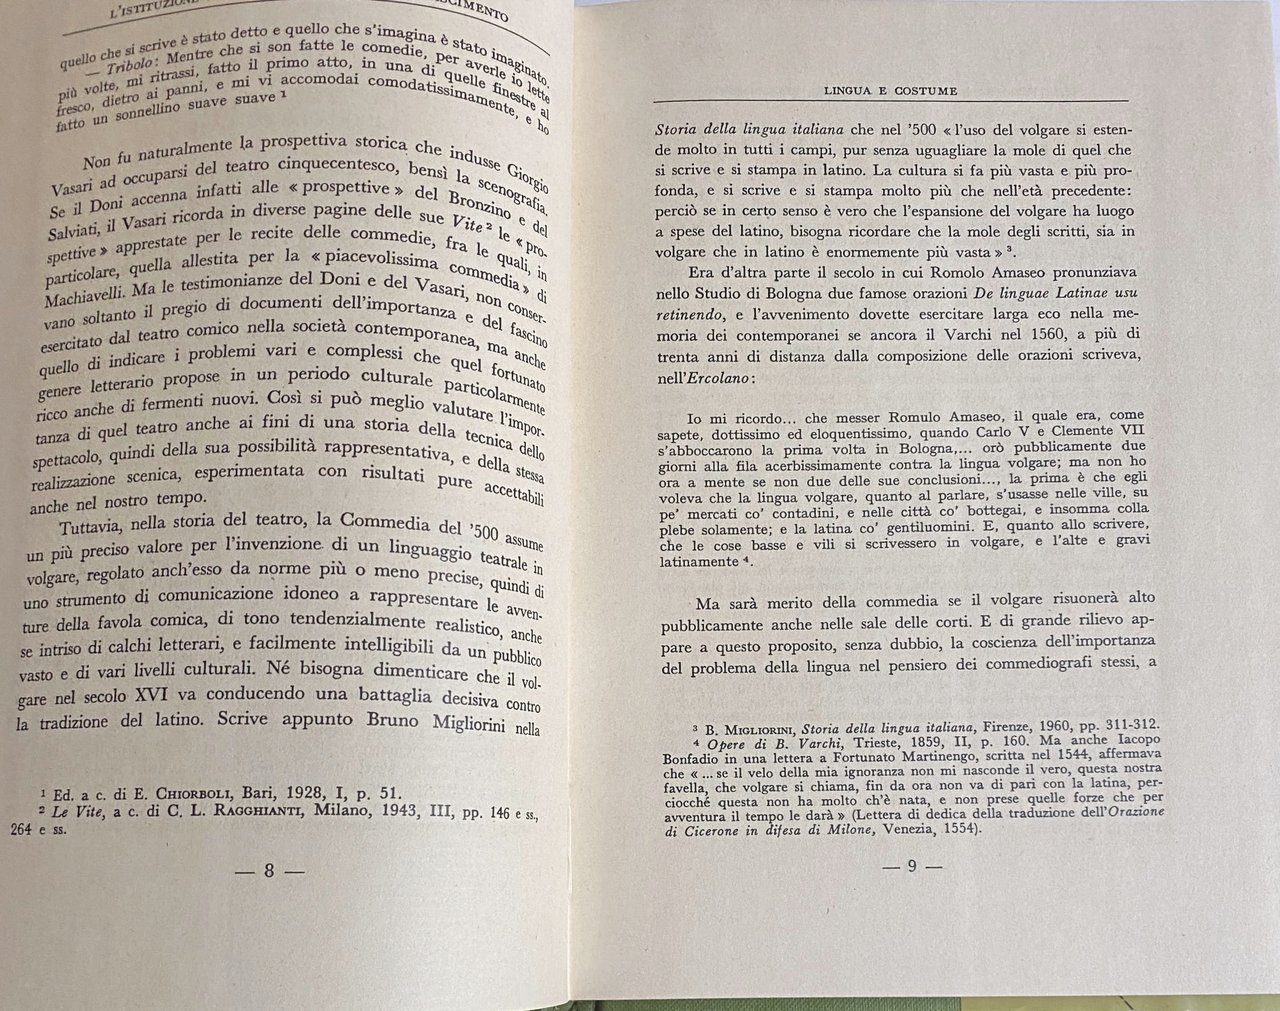 L'ISTITUZIONE
quello che si scrive è stato detto e quello che s'imagina è stato imaginato.
— Tribolo: Mentre che si son fatte le comedie, per averle io lette
più volte, mi ritrassi, fatto il primo atto, in una di quelle finestre al
fresco, dietro ai panni, e mi vi accomodai comodatissimamente, e ho
fatto un sonnellino suave suave ¹
Non fu naturalmente la prospettiva storica che indusse Giorgio
Vasari ad occuparsi del teatro cinquecentesco, bensì la scenografia.
Se il Doni accenna infatti alle « prospettive » del Bronzino e del
Salviati, il Vasari ricorda in diverse pagine delle sue Vite ² le « pro-
spettive » apprestate per le recite delle commedie, fra le quali, in
particolare, quella allestita per la « piacevolissima commedia » di
Machiavelli. Ma le testimonianze del Doni e del Vasari, non conser-
vano soltanto il pregio di documenti dell'importanza e del fascino
esercitato dal teatro comico nella società contemporanea, ma anche
quello di indicare i problemi vari e complessi che quel fortunato
genere letterario propose in un periodo culturale particolarmente
ricco anche di fermenti nuovi. Così si può meglio valutare l'impor-
tanza di quel teatro anche ai fini di una storia della tecnica dello
spettacolo, quindi della sua possibilità rappresentativa, e della stessa
realizzazione scenica, esperimentata con risultati pure accettabili
anche nel nostro tempo.
Tuttavia, nella storia del teatro, la Commedia del '500 assume
un più preciso valore per l'invenzione di un linguaggio teatrale in
volgare, regolato anch'esso da norme più o meno precise, quindi di
uno strumento di comunicazione idoneo a rappresentare le avven-
ture della favola comica, di tono tendenzialmente realistico, anche
se intriso di calchi letterari, e facilmente intelligibili da un pubblico
vasto e di vari livelli culturali. Né bisogna dimenticare che il vol-
gare nel secolo XVI va conducendo una battaglia decisiva contro
la tradizione del latino. Scrive appunto Bruno Migliorini nella
¹ Ed. a c. di E. CHIORBOLI, Bari, 1928, I, p. 51.
² Le Vite, a c. di C. L. RAGGHIANTI, Milano, 1943, III, pp. 146 e ss.,
264 e ss.
— 8 —
LINGUA E COSTUME
Storia della lingua italiana che nel '500 « l'uso del volgare si esten-
de molto in tutti i campi, pur senza uguagliare la mole di quel che
si scrive e si stampa in latino. La cultura si fa più vasta e più pro-
fonda, e si scrive e si stampa molto più che nell'età precedente:
perciò se in certo senso è vero che l'espansione del volgare ha luogo
a spese del latino, bisogna ricordare che la mole degli scritti, sia in
volgare che in latino è enormemente più vasta » ³.
Era d'altra parte il secolo in cui Romolo Amaseo pronunziava
nello Studio di Bologna due famose orazioni De linguae Latinae usu
retinendo, e l'avvenimento dovette esercitare larga eco nella me-
moria dei contemporanei se ancora il Varchi nel 1560, a più di
trenta anni di distanza dalla composizione delle orazioni scriveva,
nell'Ercolano:
Io mi ricordo... che messer Romulo Amaseo, il quale era, come
sapete, dottissimo ed eloquentissimo, quando Carlo V e Clemente VII
s'abboccarono la prima volta in Bologna,... orò pubblicamente due
giorni alla fila acerbissimamente contra la lingua volgare; ma non ho
ora a mente se non due delle sue conclusioni..., la prima è che egli
voleva che la lingua volgare, quanto al parlare, s'usasse nelle ville, su
pe' mercati co' contadini, e nelle città co' bottegai, e insomma colla
plebe solamente; e la latina co' gentiluomini. E, quanto allo scrivere,
che le cose basse e vili si scrivessero in volgare, e l'alte e gravi
latinamente ⁴.
Ma sarà merito della commedia se il volgare risuonerà alto
pubblicamente anche nelle sale delle corti. E di grande rilievo ap-
pare a questo proposito, senza dubbio, la coscienza dell'importanza
del problema della lingua nel pensiero dei commediografi stessi, a
³ B. MIGLIORINI, Storia della lingua italiana, Firenze, 1960, pp. 311-312.
⁴ Opere di B. Varchi, Trieste, 1859, II, p. 160. Ma anche Iacopo
Bonfadio in una lettera a Fortunato Martinengo, scritta nel 1544, affermava
che « ... se il velo della mia ignoranza non mi nasconde il vero, questa nostra
favella, che volgare si chiama, fin da ora non va di pari con la latina, per-
ciocché questa non ha molto ch'è nata, e non prese quelle forze che per
avventura il tempo le darà » (Lettera di dedica della traduzione dell'Orazione
di Cicerone in difesa di Milone, Venezia, 1554).
— 9 —